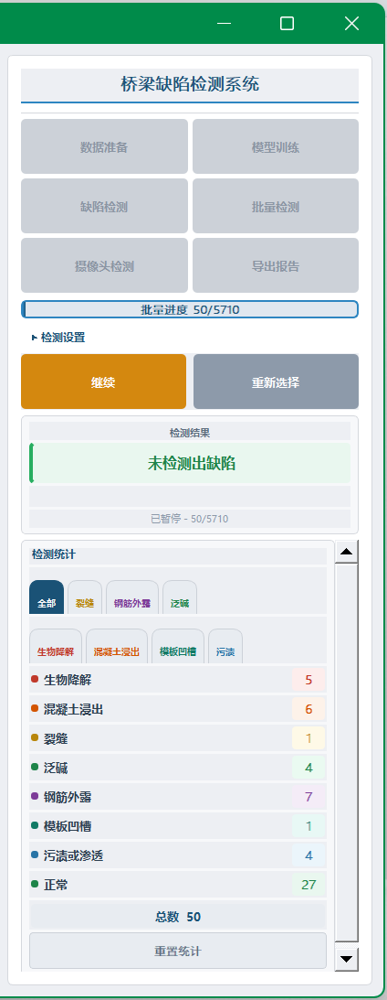 桥梁缺陷检测系统
数据准备 模型训练
缺陷检测 批量检测
摄像头检测 导出报告
批量进度 50/5710
检测设置
继续 重新选择
检测结果
未检测出缺陷
已暂停 - 50/5710
检测统计
全部 裂缝 钢筋外露 泛碱
生物降解 混凝土浸出 模板凹槽 污渍
生物降解 5
混凝土浸出 6
裂缝 1
泛碱 4
钢筋外露 7
模板凹槽 1
污渍或渗透 4
正常 27
总数 50
重置统计